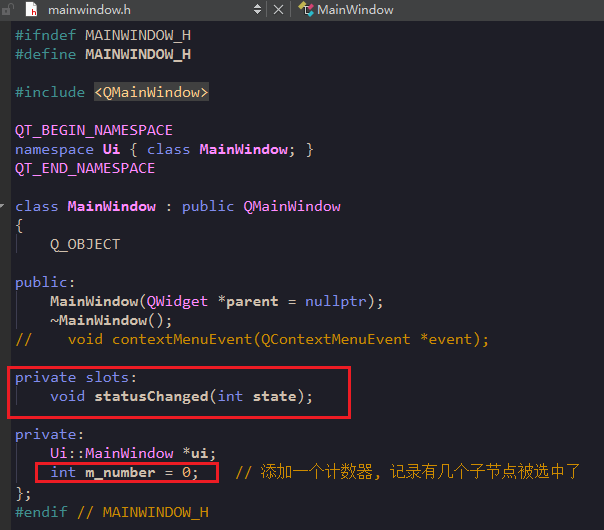 mainwindow.h MainWindow
#ifndef MAINWINDOW_H
#define MAINWINDOW_H
#include <QMainWindow>
QT_BEGIN_NAMESPACE
namespace Ui { class MainWindow; }
QT_END_NAMESPACE
class MainWindow : public QMainWindow
{
    Q_OBJECT
public:
    MainWindow(QWidget *parent = nullptr);
    ~MainWindow();
//    void contextMenuEvent(QContextMenuEvent *event);
private slots:
    void statusChanged(int state);
private:
    Ui::MainWindow *ui;
    int m_number = 0;    // 添加一个计数器, 记录有几个子节点被选中了
};
#endif // MAINWINDOW_H